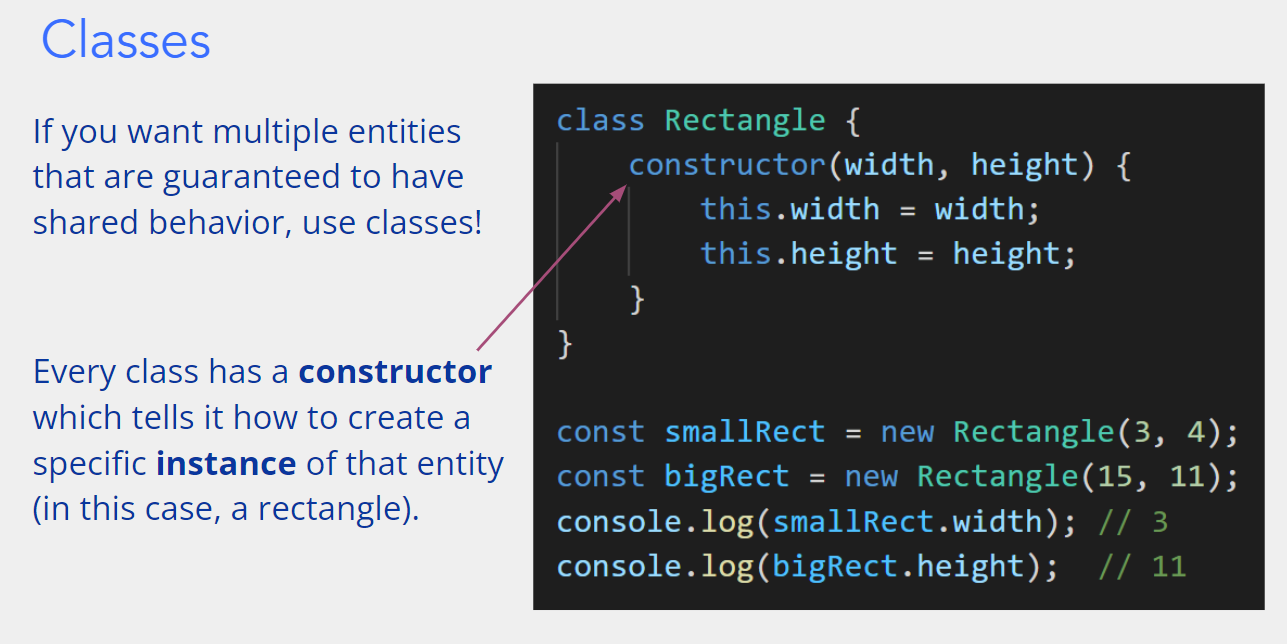 Classes
If you want multiple entities
that are guaranteed to have
shared behavior, use classes!
Every class has a constructor
which tells it how to create a
specific instance of that entity
(in this case, a rectangle).
class Rectangle {
    constructor(width, height) {
        this.width = width;
        this.height = height;
    }
}
const smallRect = new Rectangle(3, 4);
const bigRect = new Rectangle(15, 11);
console.log(smallRect.width); // 3
console.log(bigRect.height);  // 11